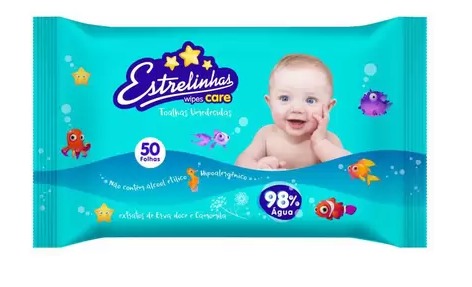 Estrelinhas
wipes care
Toalhas Umedecidas
50
Folhas
não contém álcool etílico
Hipoalergênico
98%
Água
extratos de Erva doce e Camomila